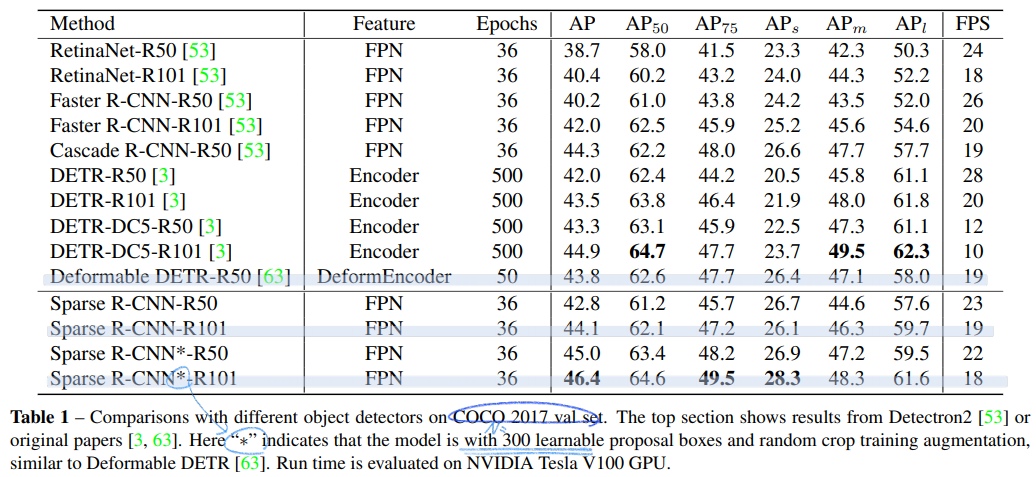 Method Feature Epochs AP AP50 AP75 APs APm APl FPS
RetinaNet-R50 [53] FPN 36 38.7 58.0 41.5 23.3 42.3 50.3 24
RetinaNet-R101 [53] FPN 36 40.4 60.2 43.2 24.0 44.3 52.2 18
Faster R-CNN-R50 [53] FPN 36 40.2 61.0 43.8 24.2 43.5 52.0 26
Faster R-CNN-R101 [53] FPN 36 42.0 62.5 45.9 25.2 45.6 54.6 20
Cascade R-CNN-R50 [53] FPN 36 44.3 62.2 48.0 26.6 47.7 57.7 19
DETR-R50 [3] Encoder 500 42.0 62.4 44.2 20.5 45.8 61.1 28
DETR-R101 [3] Encoder 500 43.5 63.8 46.4 21.9 48.0 61.8 20
DETR-DC5-R50 [3] Encoder 500 43.3 63.1 45.9 22.5 47.3 61.1 12
DETR-DC5-R101 [3] Encoder 500 44.9 64.7 47.7 23.7 49.5 62.3 10
Deformable DETR-R50 [63] DeformEncoder 50 43.8 62.6 47.7 26.4 47.1 58.0 19
Sparse R-CNN-R50 FPN 36 42.8 61.2 45.7 26.7 44.6 57.6 23
Sparse R-CNN-R101 FPN 36 44.1 62.1 47.2 26.1 46.3 59.7 19
Sparse R-CNN*-R50 FPN 36 45.0 63.4 48.2 26.9 47.2 59.5 22
Sparse R-CNN*-R101 FPN 36 46.4 64.6 49.5 28.3 48.3 61.6 18
Table 1 – Comparisons with different object detectors on COCO 2017 val set. The top section shows results from Detectron2 [53] or
N=
original papers [3, 63]. Here “*” indicates that the model is with 300 learnable proposal boxes and random crop training augmentation,
similar to Deformable DETR [63]. Run time is evaluated on NVIDIA Tesla V100 GPU.